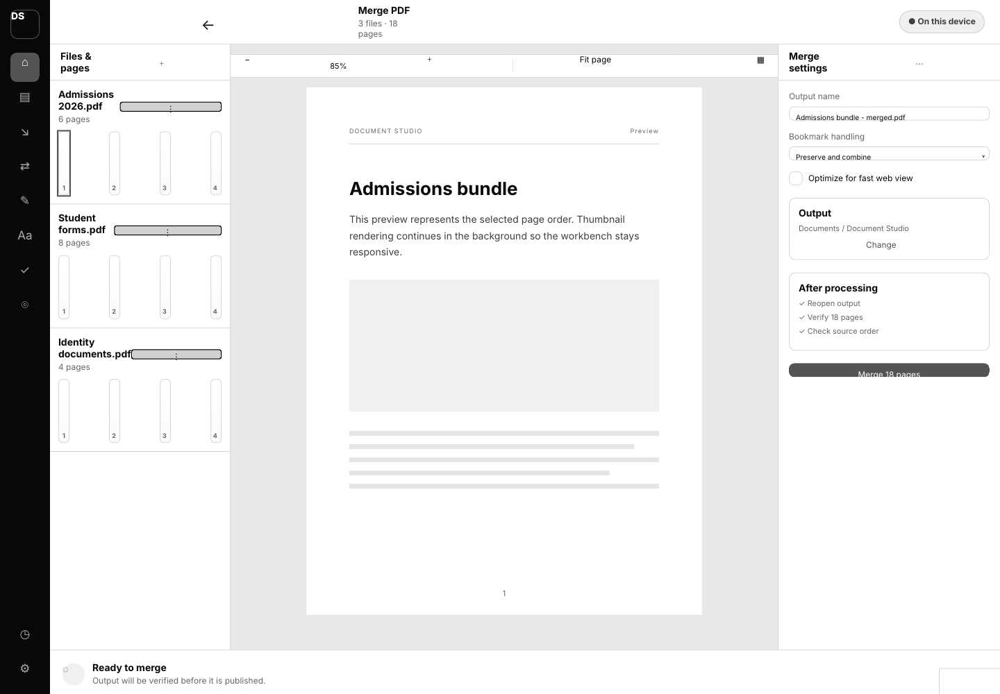 DS
Merge PDF
3 files · 18
pages
On this device
Files &
pages
+
Admissions
2026.pdf
6 pages
1 2 3 4
Student
forms.pdf
8 pages
1 2 3 4
Identity
documents.pdf
4 pages
1 2 3 4
Aa
− 85% + Fit page
DOCUMENT STUDIO Preview
Admissions bundle
This preview represents the selected page order. Thumbnail
rendering continues in the background so the workbench stays
responsive.
1
Merge
settings
...
Output name
Admissions bundle - merged.pdf
Bookmark handling
Preserve and combine
Optimize for fast web view
Output
Documents / Document Studio
Change
After processing
✓ Reopen output
✓ Verify 18 pages
✓ Check source order
Merge 18 pages
Ready to merge
Output will be verified before it is published.